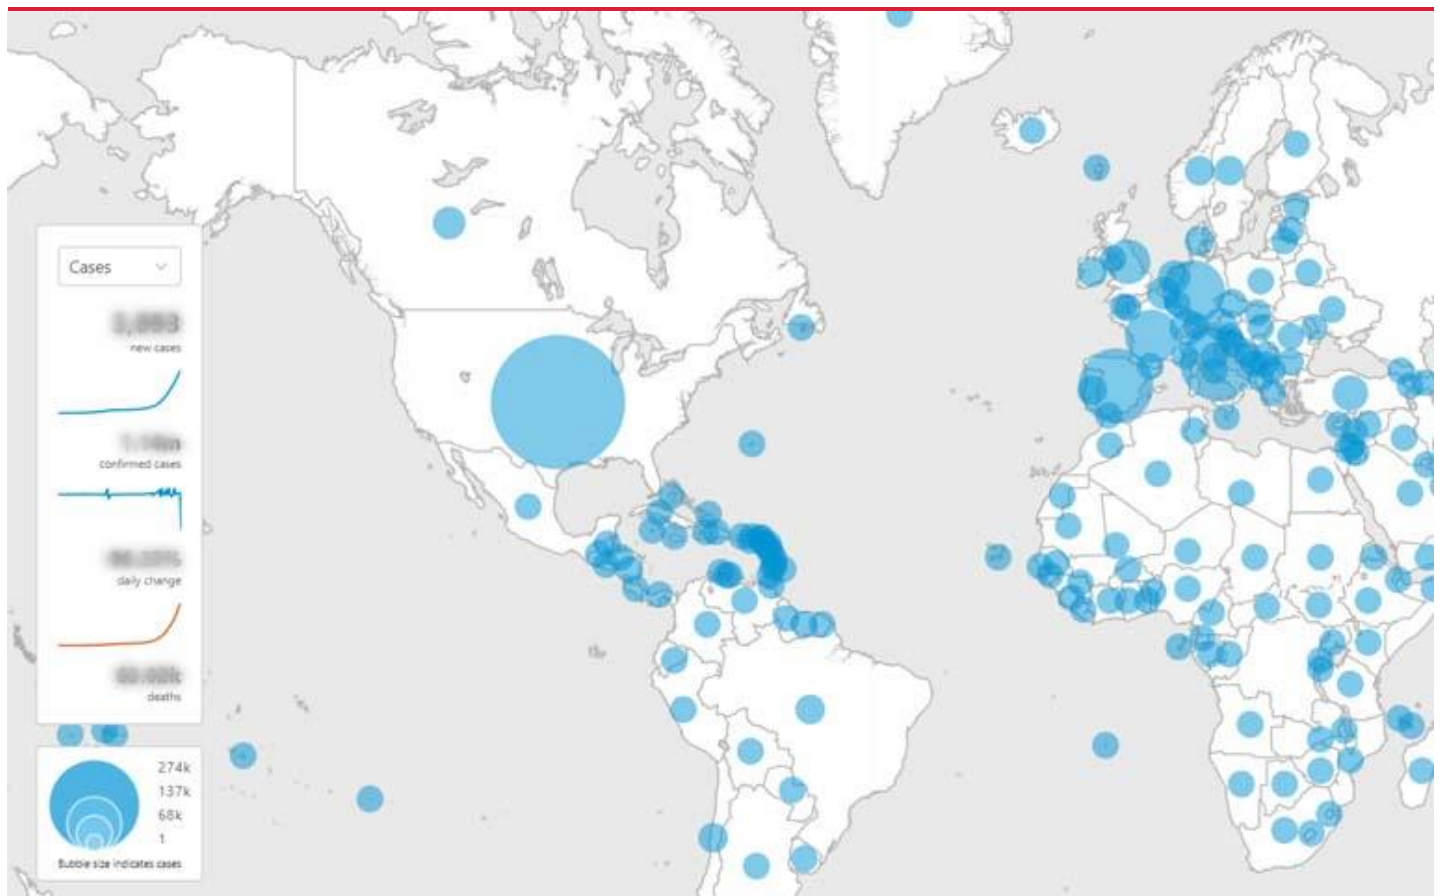 Cases
new cases
confirmed cases
daily change
deaths
274k
137k
68k
1
Bubble size indicates cases